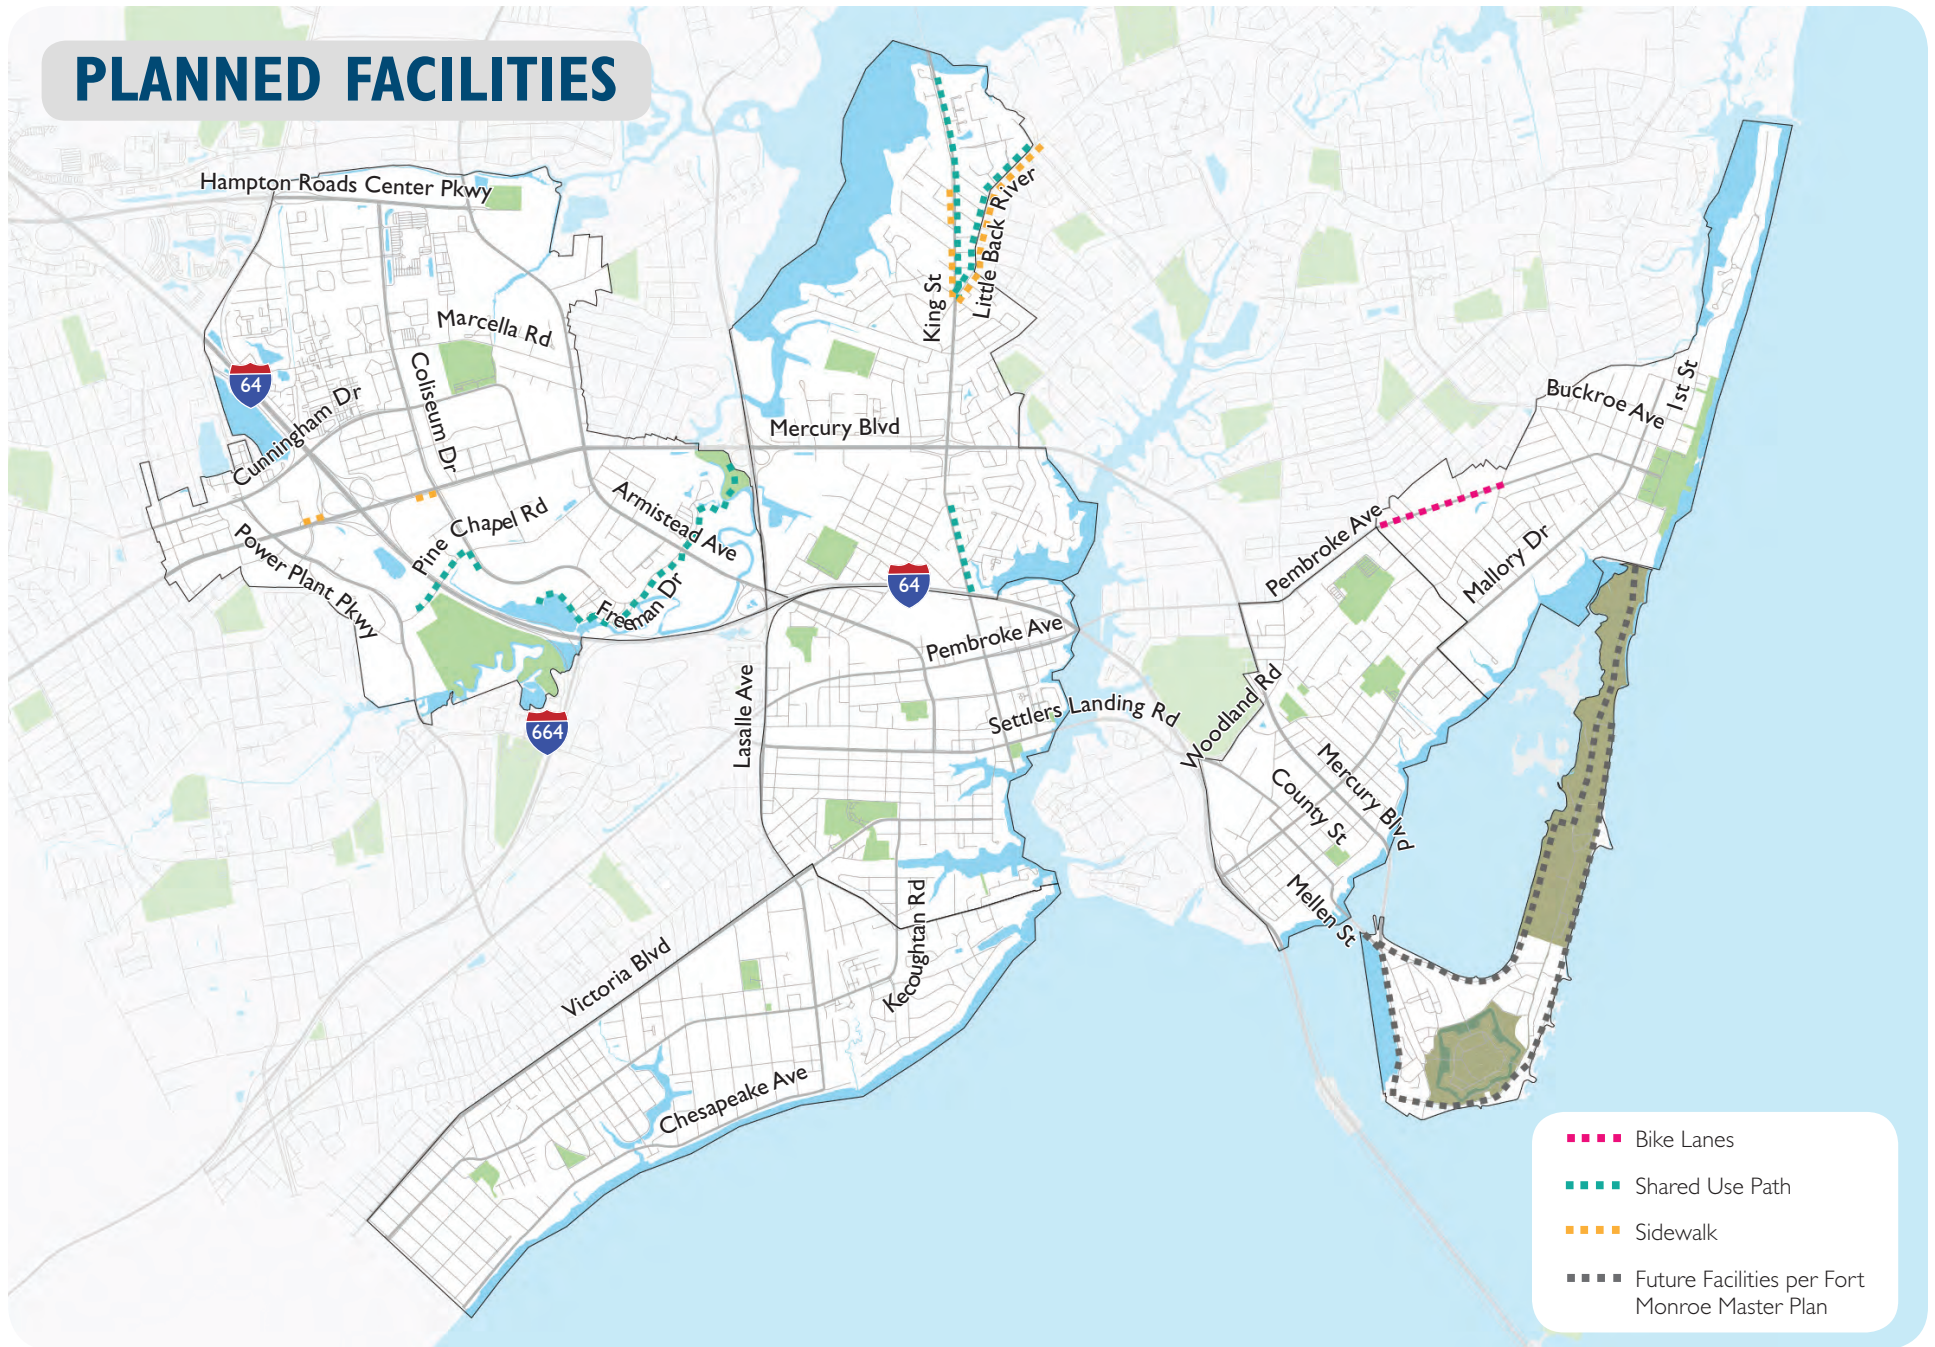 PLANNED FACILITIES
Hampton Roads Center Pkwy
Marcella Rd
64
Cunningham Dr
Coliseum Dr
Mercury Blvd
King St
Little Back River
Buckroe Ave
1st St
Power Plant Pkwy
Pine Chapel Rd
Armistead Ave
Freeman Dr
64
Pembroke Ave
Pembroke Ave
Mallory Dr
664
Lasalle Ave
Settlers Landing Rd
Woodland Rd
Mercury Blvd
County St
Mellen St
Victoria Blvd
Kecoughtan Rd
Chesapeake Ave
Bike Lanes
Shared Use Path
Sidewalk
Future Facilities per Fort
Monroe Master Plan